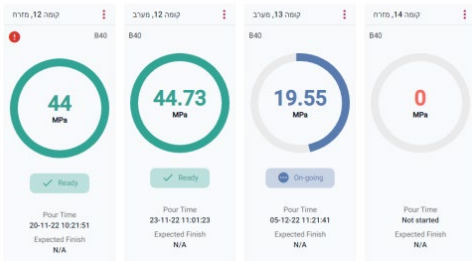 קומה 12, מזרח
B40
44
MPa
Ready
Pour Time
20-11-22 10:21:51
Expected Finish
N/A
קומה 12, מערב
B40
44.73
MPa
Ready
Pour Time
23-11-22 11:01:23
Expected Finish
N/A
קומה 13, מערב
B40
19.55
MPa
On-going
Pour Time
05-12-22 11:21:41
Expected Finish
N/A
קומה 14, מזרח
B40
0
MPa
Pour Time
Not started
Expected Finish
N/A